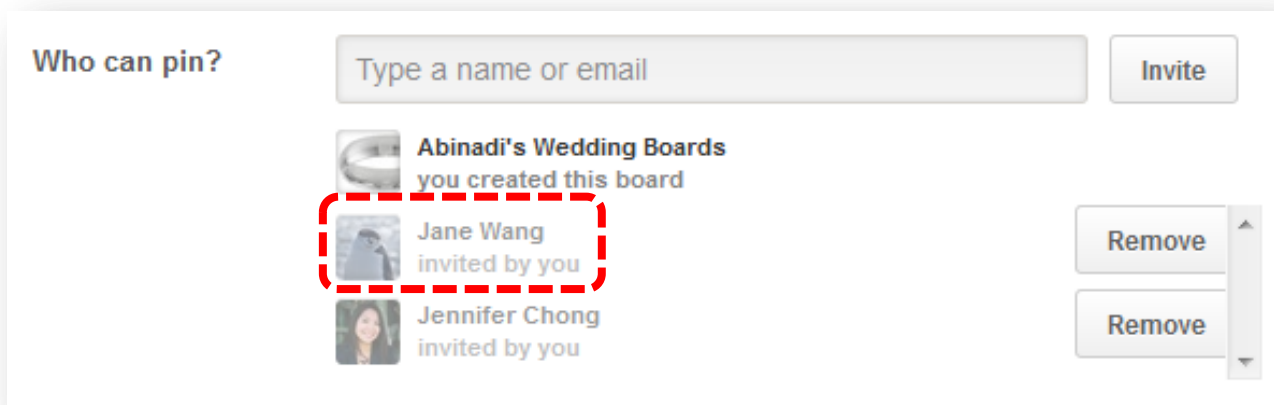 Who can pin?
Type a name or email
Invite
Abinadi's Wedding Boards
you created this board
Jane Wang
invited by you
Remove
Jennifer Chong
invited by you
Remove